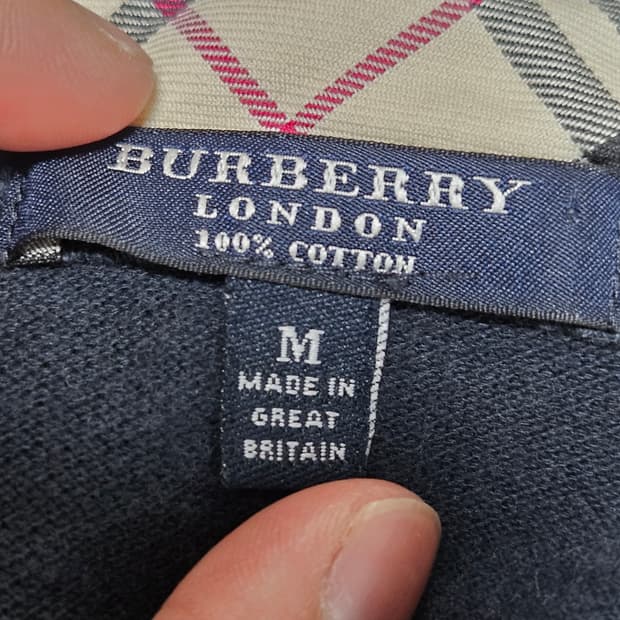 BURBERRY
LONDON
100% COTTON
M
MADE IN
GREAT
BRITAIN